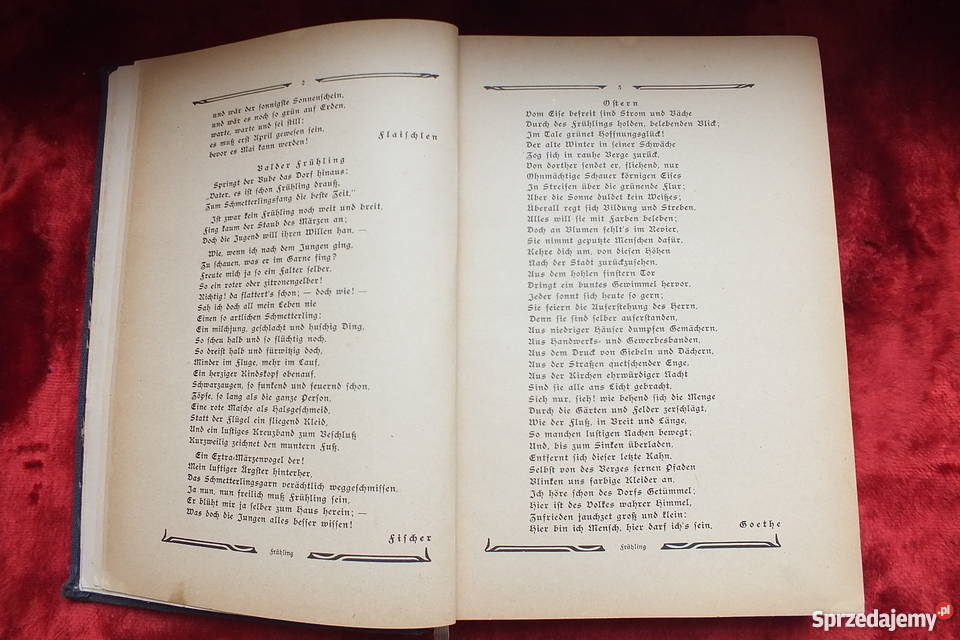 2
und wär der sonnigste Sonnenschein,
und wär es noch so grün auf Erden,
warte, warte und sei still:
es muß erst April gewesen sein,
bevor es Mai kann werden!
Flaischlen
Balder Frühling
Springt der Bube das Dorf hinaus:
„Vater, es ist schon Frühling drauß,
Zum Schmetterlingsfang die beste Zeit.“
Ist zwar kein Frühling noch weit und breit,
Fing kaum der Staub des Märzen an;
Doch die Jugend will ihren Willen han. —
Wie, wenn ich nach dem Jungen ging,
Zu schauen, was er im Garne fing?
Freute mich ja so ein Falter selber,
So ein roter oder zitronengelber!
Richtig! da flattert's schon; — doch wie! —
Sah ich doch all mein Leben nie
Einen so artlichen Schmetterling:
Ein milchjung, geschlacht und huschig Ding,
So scheu halb und so flüchtig noch,
So dreist halb und fürwitzig doch,
Minder im Fluge, mehr im Lauf,
Ein herziger Kindskopf obenauf,
Schwarzaugen, so funkend und feuernd schon,
Zöpfe, so lang als die ganze Person,
Eine rote Masche als Halsgeschmeid,
Statt der Flügel ein fliegend Kleid,
Und ein lustiges Kreuzband zum Beschluß
Kurzweilig zeichnet den muntern Fuß.
Ein Extra-Märzenvogel der!
Mein lustiger Ärgster hinterher,
Das Schmetterlingsgarn verächtlich weggeschmissen.
Ja nun, nun freilich muß Frühling sein,
Er blüht mir ja selber zum Haus herein; —
Was doch die Jungen alles besser wissen!
Fischer
Frühling
3
Ostern
Vom Eise befreit sind Strom und Bäche
Durch des Frühlings holden, belebenden Blick;
Im Tale grünet Hoffnungsglück!
Der alte Winter in seiner Schwäche
Zog sich in rauhe Berge zurück.
Von dorther sendet er, fliehend, nur
Ohnmächtige Schauer körnigen Eises
In Streifen über die grünende Flur;
Aber die Sonne duldet kein Weißes;
Überall regt sich Bildung und Streben,
Alles will sie mit Farben beleben;
Doch an Blumen fehlt's im Revier,
Sie nimmt geputzte Menschen dafür.
Kehre dich um, von diesen Höhen
Nach der Stadt zurückzusehen.
Aus dem hohlen finstern Tor
Dringt ein buntes Gewimmel hervor.
Jeder sonnt sich heute so gern;
Sie feiern die Auferstehung des Herrn.
Denn sie sind selber auferstanden,
Aus niedriger Häuser dumpfen Gemächern,
Aus Handwerks- und Gewerbesbanden,
Aus dem Druck von Giebeln und Dächern,
Aus der Straßen quetschender Enge,
Aus der Kirchen ehrwürdiger Nacht
Sind sie alle ans Licht gebracht,
Sieh nur, sieh! wie behend sich die Menge
Durch die Gärten und Felder zerschlägt,
Wie der Fluß, in Breit und Länge,
So manchen lustigen Nachen bewegt;
Und, bis zum Sinken überladen,
Entfernt sich dieser letzte Kahn.
Selbst von des Berges fernen Pfaden
Blinken uns farbige Kleider an.
Ich höre schon des Dorfs Getümmel;
Hier ist des Volkes wahrer Himmel,
Zufrieden jauchzet groß und klein:
Hier bin ich Mensch, hier darf ich's sein.
Goethe
Frühling
Sprzedajemy.pl